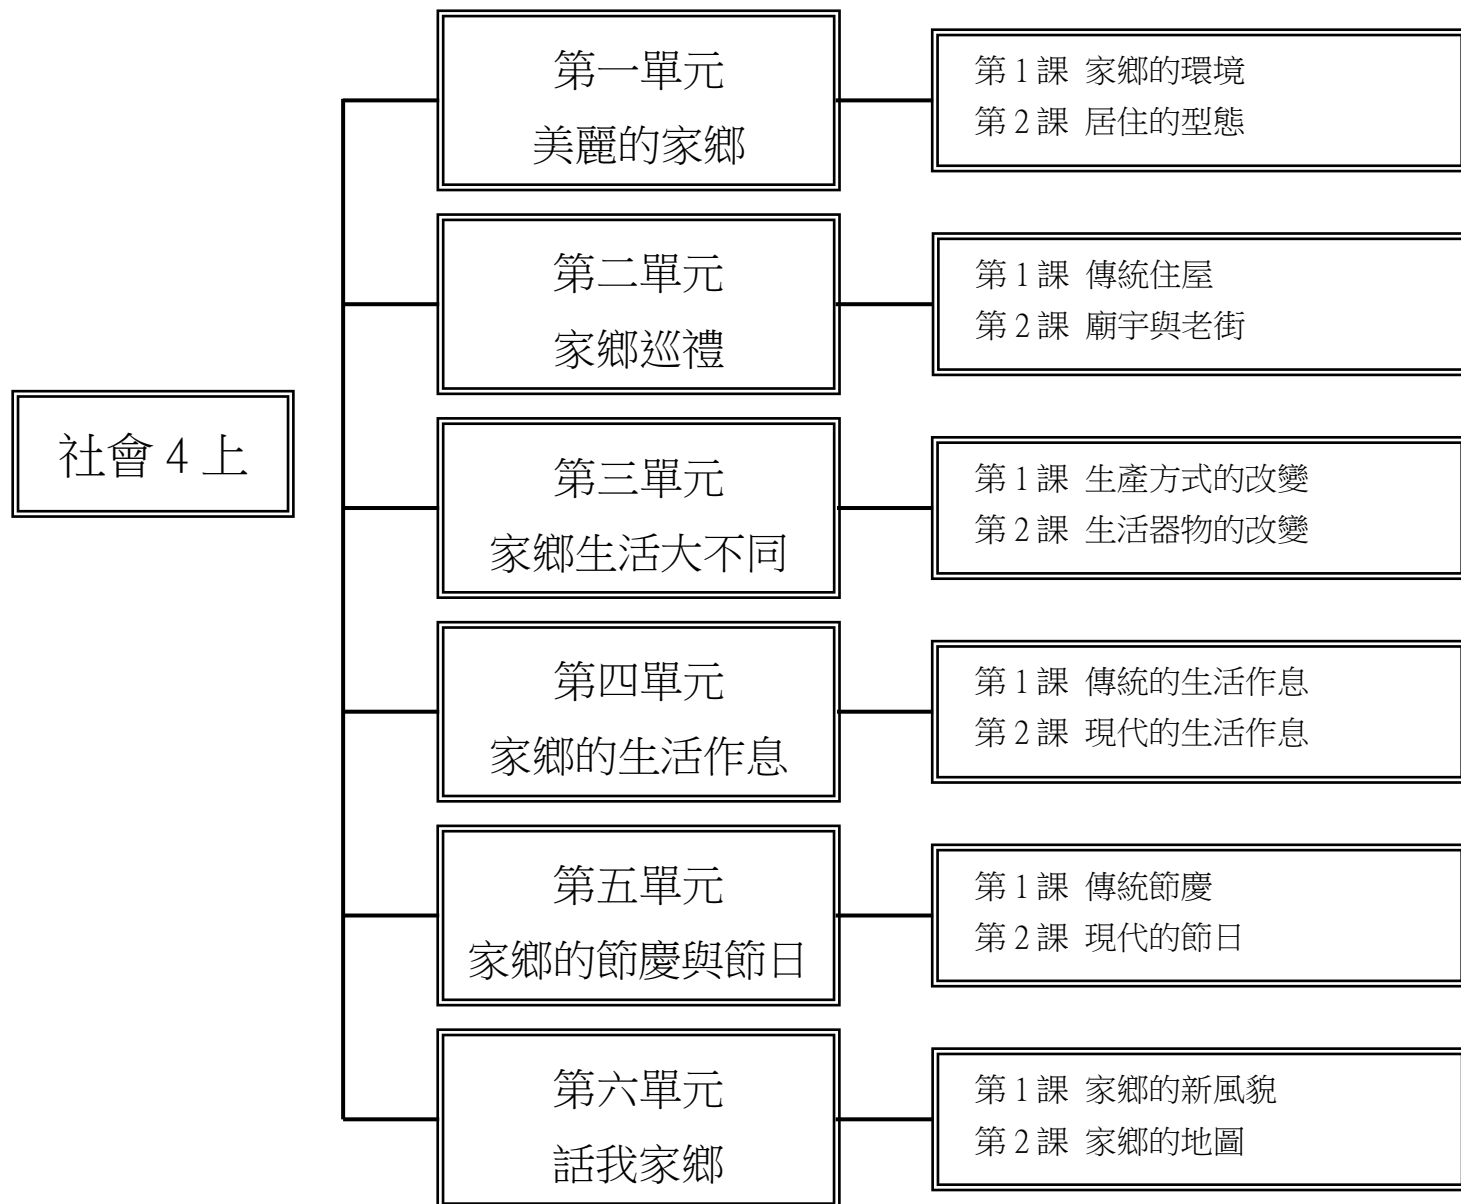 社會 4 上
第一單元
美麗的家鄉
第 1 課 家鄉的環境
第 2 課 居住的型態
第二單元
家鄉巡禮
第 1 課 傳統住屋
第 2 課 廟宇與老街
第三單元
家鄉生活大不同
第 1 課 生產方式的改變
第 2 課 生活器物的改變
第四單元
家鄉的生活作息
第 1 課 傳統的生活作息
第 2 課 現代的生活作息
第五單元
家鄉的節慶與節日
第 1 課 傳統節慶
第 2 課 現代的節日
第六單元
話我家鄉
第 1 課 家鄉的新風貌
第 2 課 家鄉的地圖